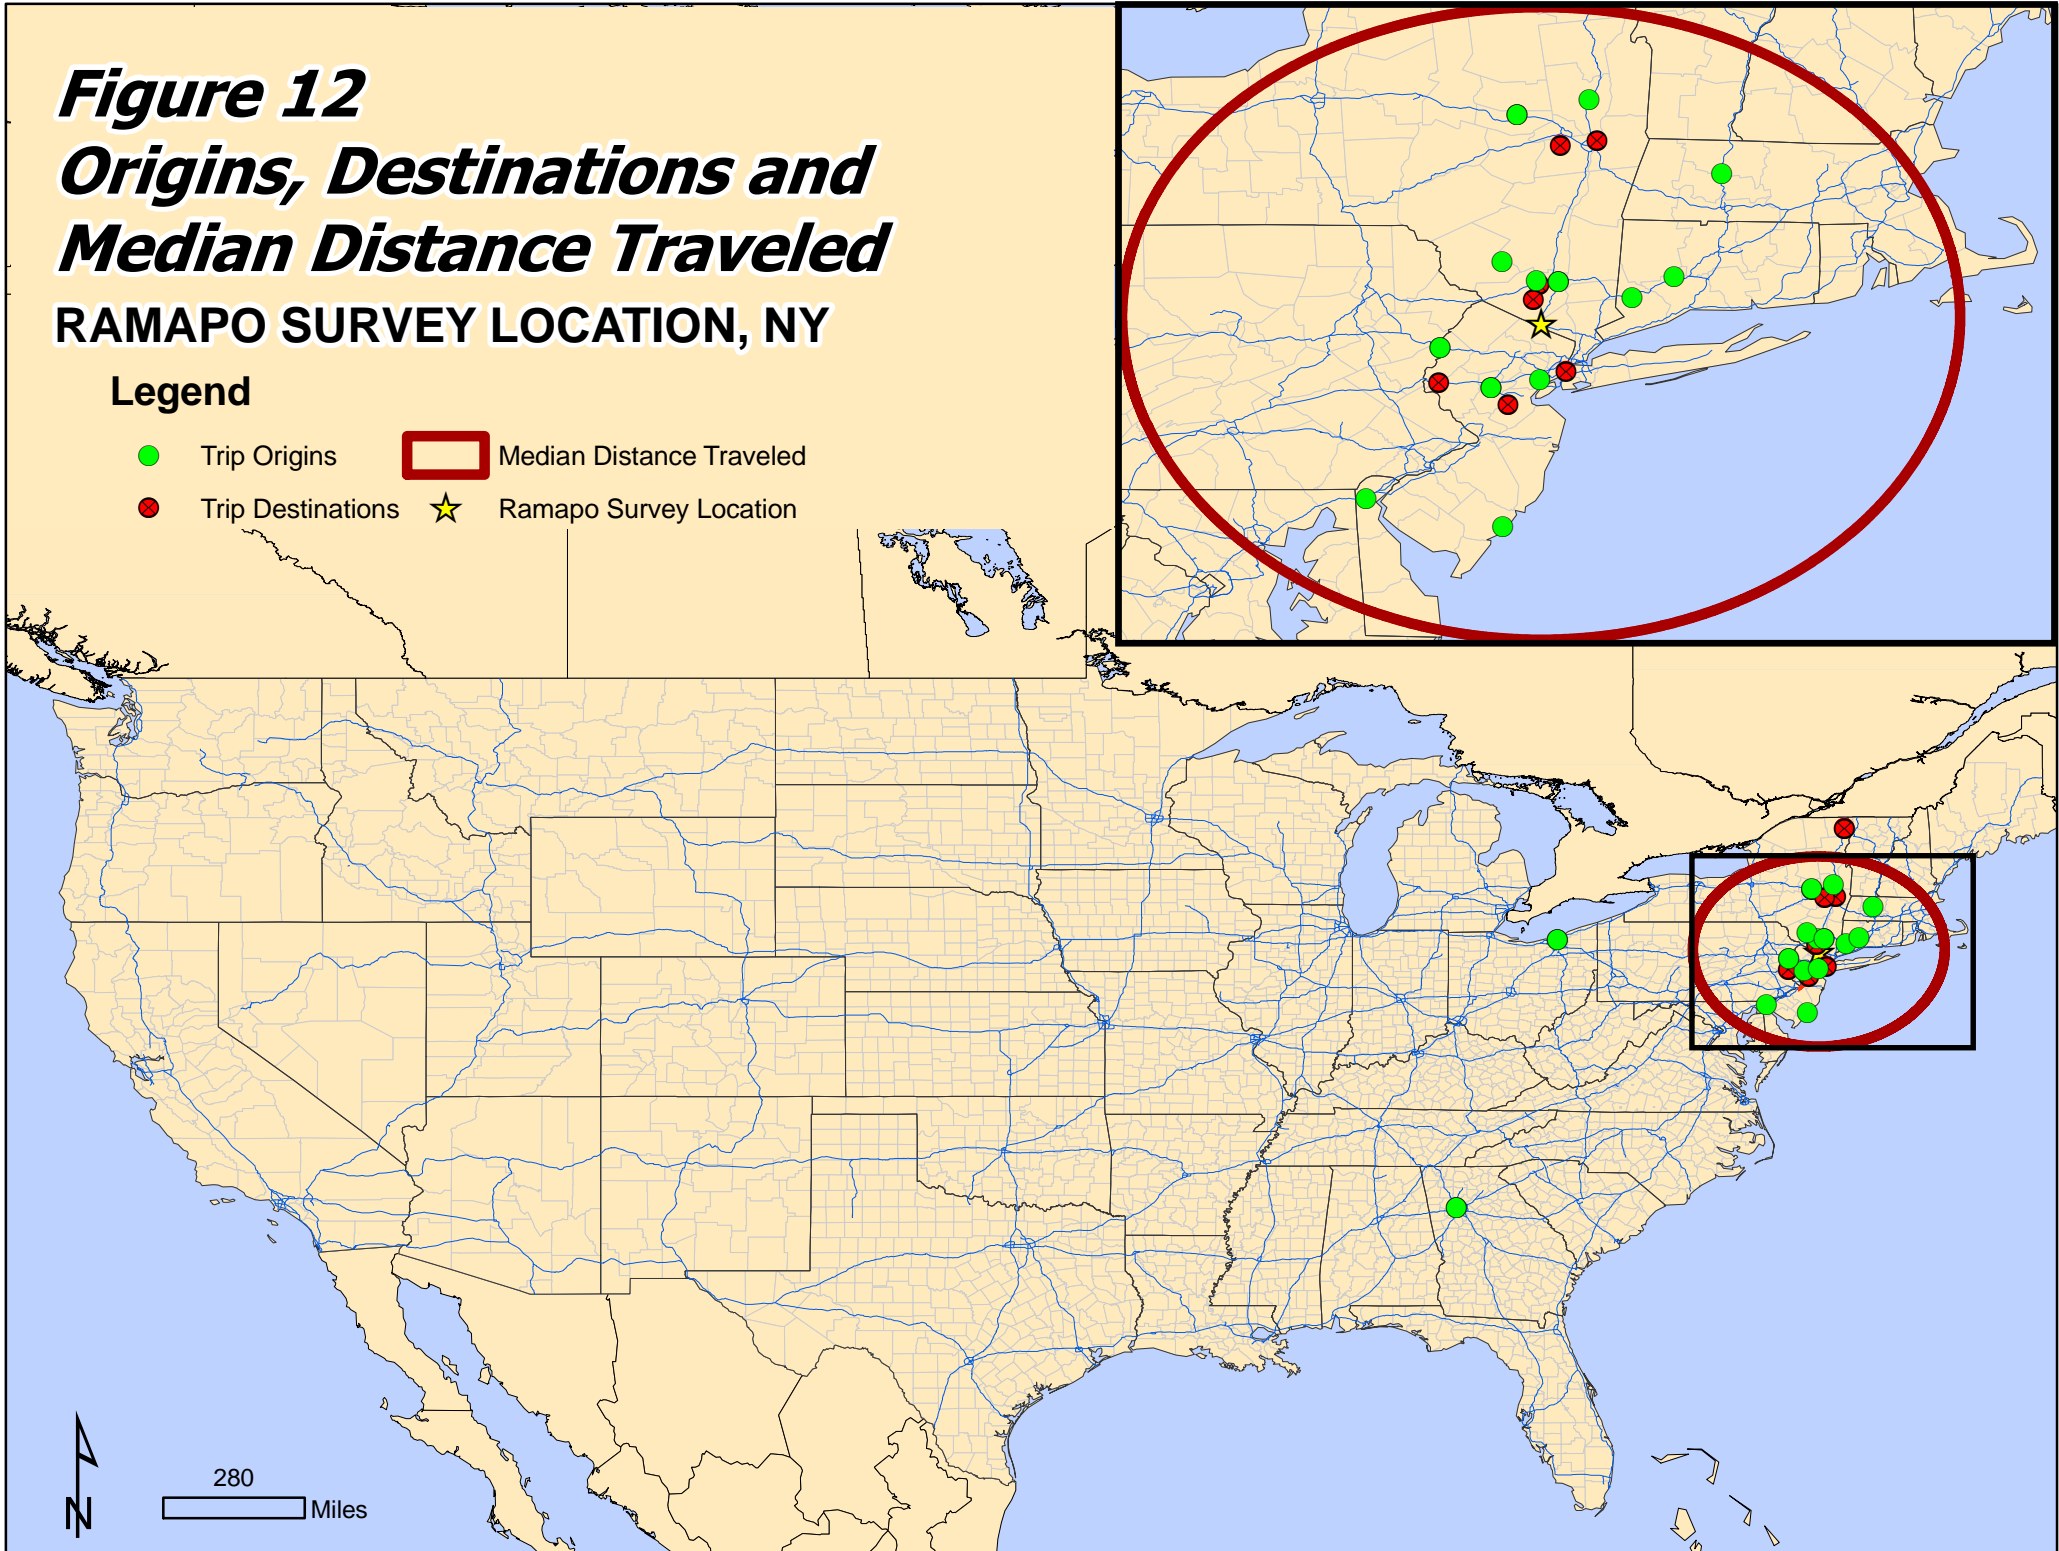 Figure 12
Origins, Destinations and
Median Distance Traveled
RAMAPO SURVEY LOCATION, NY
Legend
Trip Origins
Median Distance Traveled
Trip Destinations
Ramapo Survey Location
N
280
Miles